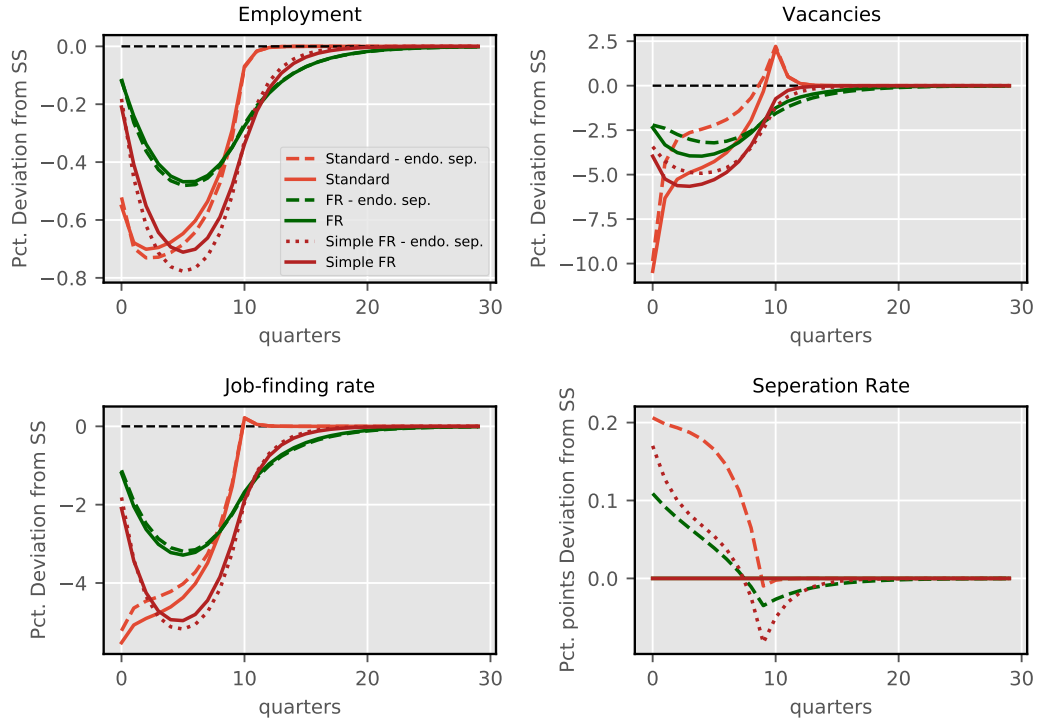 Employment
Pct. Deviation from SS
0.0
−0.2
−0.4
−0.6
−0.8
Standard - endo. sep.
Standard
FR - endo. sep.
FR
Simple FR - endo. sep.
Simple FR
0 10 20 30
quarters
Vacancies
Pct. Deviation from SS
2.5
0.0
−2.5
−5.0
−7.5
−10.0
0 10 20 30
quarters
Job-finding rate
Pct. Deviation from SS
0
−2
−4
0 10 20 30
quarters
Seperation Rate
Pct. points Deviation from SS
0.2
0.1
0.0
0 10 20 30
quarters